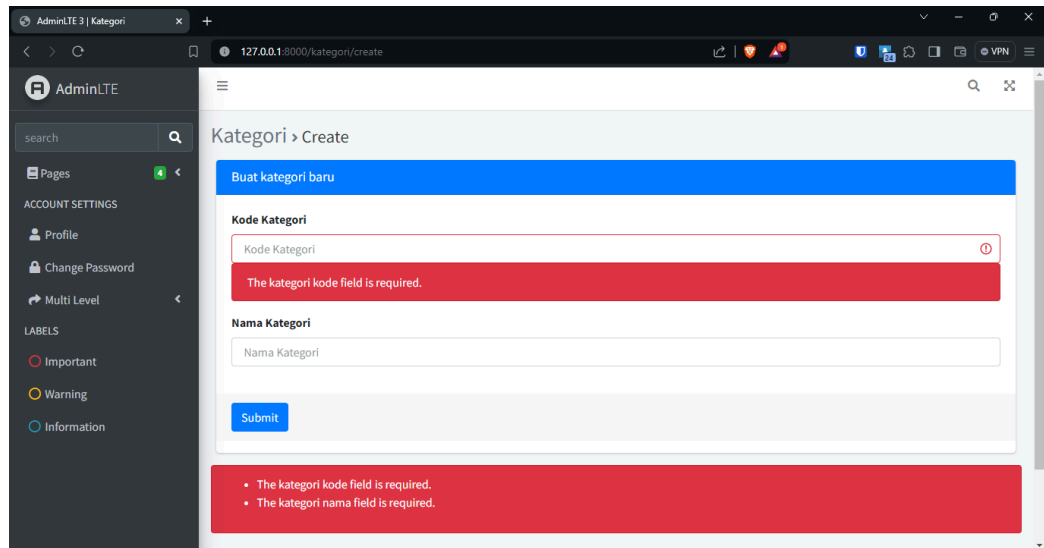 AdminLTE 3 | Kategori
127.0.0.1:8000/kategori/create
24
VPN
AdminLTE
search
Pages 4
ACCOUNT SETTINGS
Profile
Change Password
Multi Level
LABELS
Important
Warning
Information
Kategori › Create
Buat kategori baru
Kode Kategori
Kode Kategori
The kategori kode field is required.
Nama Kategori
Nama Kategori
Submit
• The kategori kode field is required.
• The kategori nama field is required.